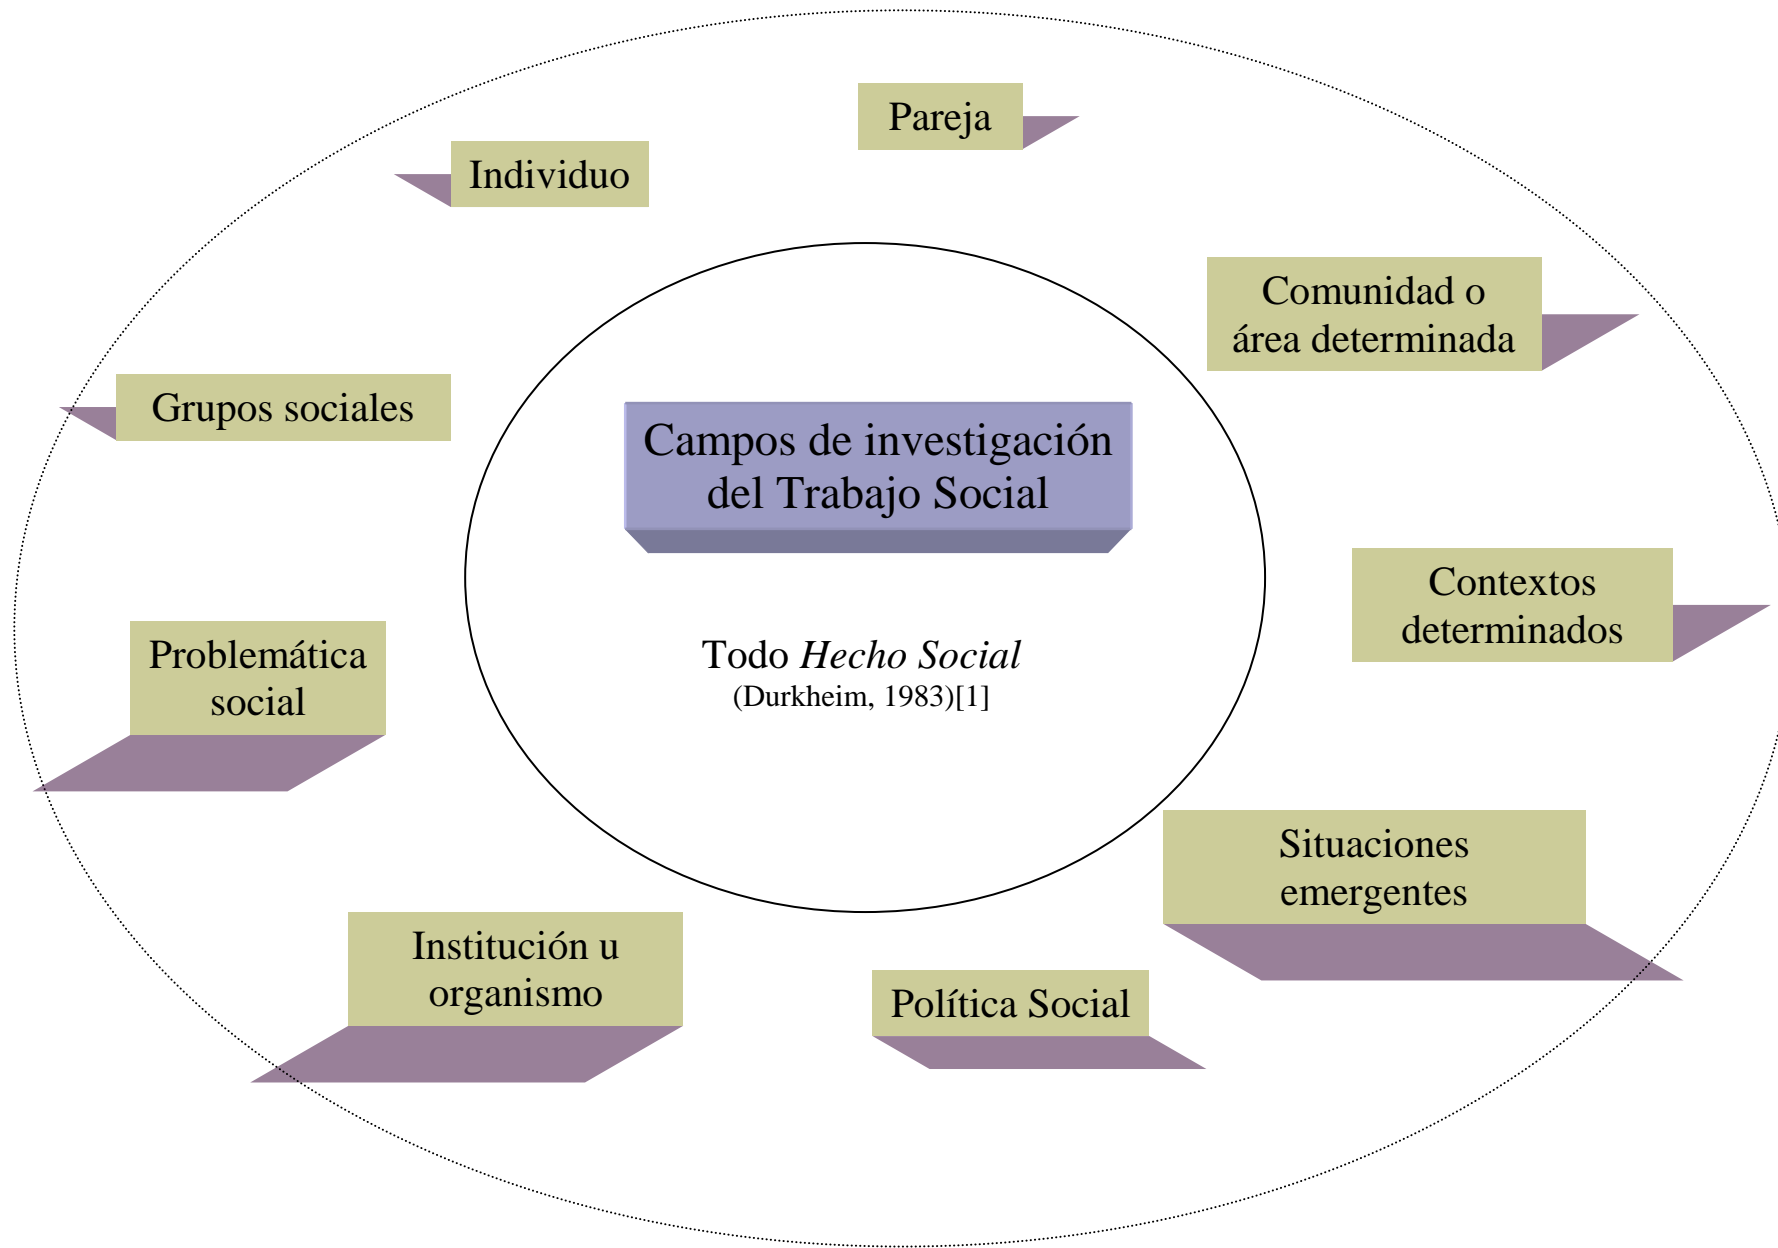 Pareja
Individuo
Comunidad o
área determinada
Grupos sociales
Campos de investigación
del Trabajo Social
Contextos
determinados
Problemática
social
Todo Hecho Social
(Durkheim, 1983)[1]
Situaciones
emergentes
Institución u
organismo
Política Social